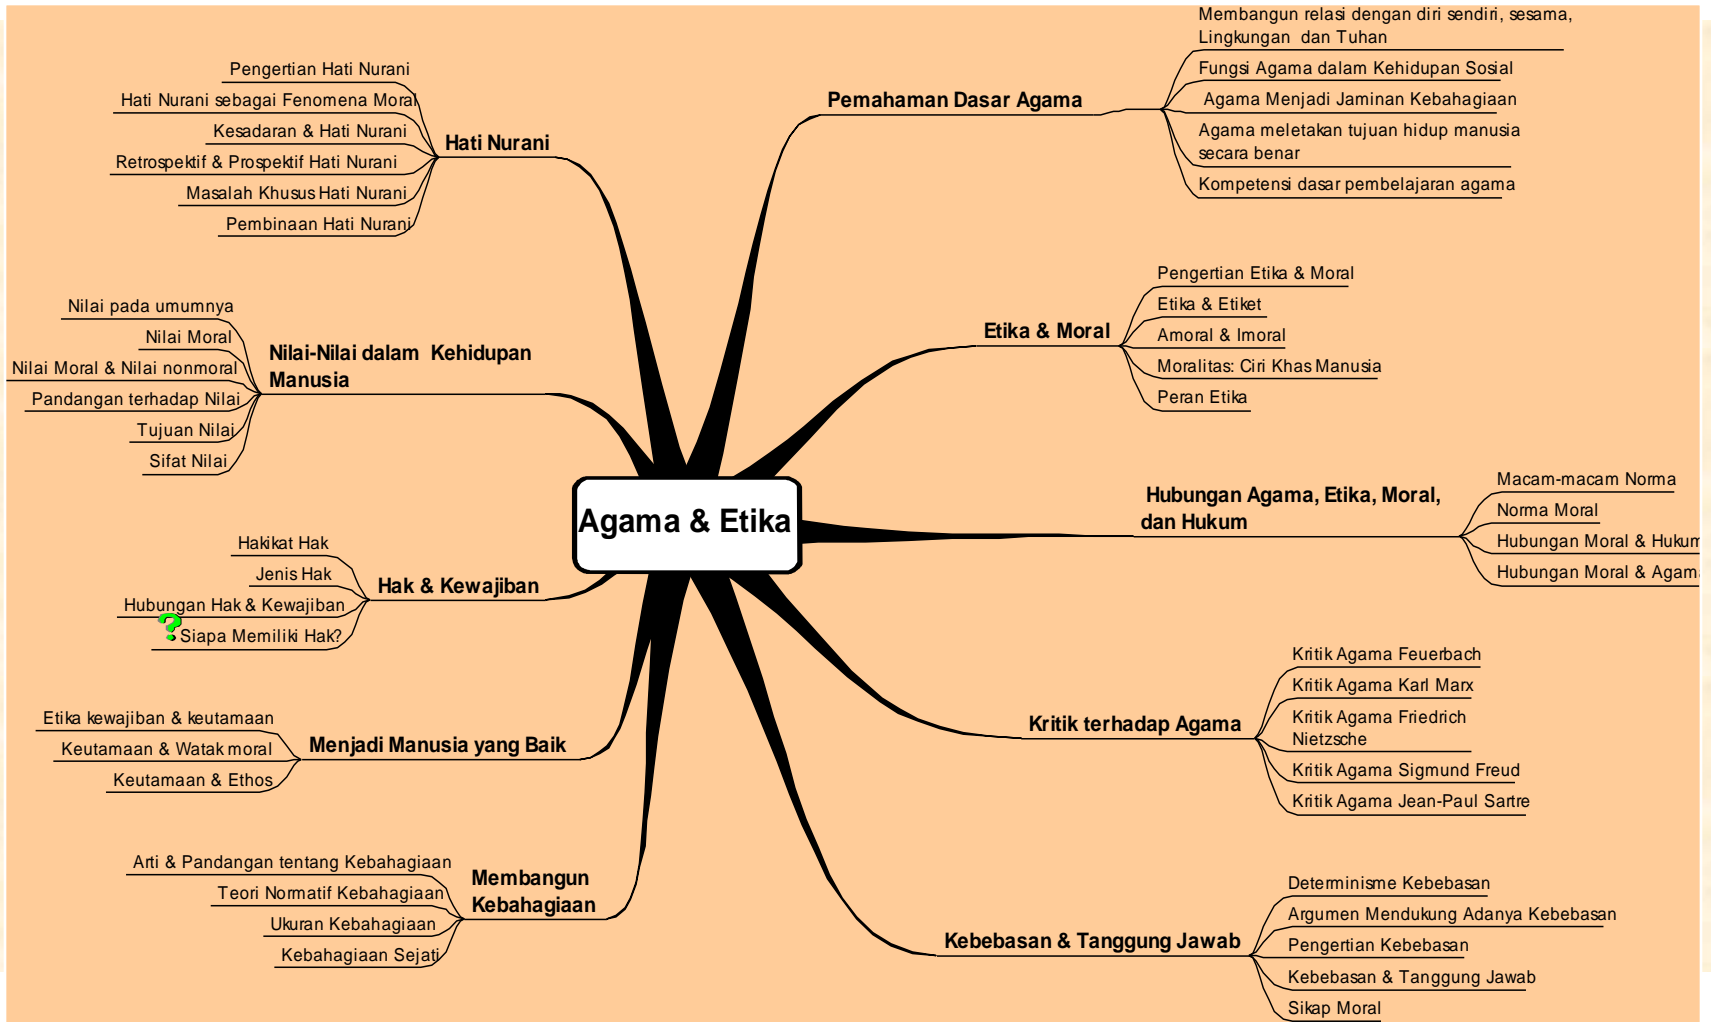 Agama & Etika
Pemahaman Dasar Agama
Membangun relasi dengan diri sendiri, sesama,
Lingkungan dan Tuhan
Fungsi Agama dalam Kehidupan Sosial
Agama Menjadi Jaminan Kebahagiaan
Agama meletakan tujuan hidup manusia
secara benar
Kompetensi dasar pembelajaran agama
Etika & Moral
Pengertian Etika & Moral
Etika & Etiket
Amoral & Imoral
Moralitas: Ciri Khas Manusia
Peran Etika
Hubungan Agama, Etika, Moral,
dan Hukum
Macam-macam Norma
Norma Moral
Hubungan Moral & Hukum
Hubungan Moral & Agama
Kritik terhadap Agama
Kritik Agama Feuerbach
Kritik Agama Karl Marx
Kritik Agama Friedrich
Nietzsche
Kritik Agama Sigmund Freud
Kritik Agama Jean-Paul Sartre
Kebebasan & Tanggung Jawab
Determinisme Kebebasan
Argumen Mendukung Adanya Kebebasan
Pengertian Kebebasan
Kebebasan & Tanggung Jawab
Sikap Moral
Hati Nurani
Pengertian Hati Nurani
Hati Nurani sebagai Fenomena Moral
Kesadaran & Hati Nurani
Retrospektif & Prospektif Hati Nurani
Masalah Khusus Hati Nurani
Pembinaan Hati Nurani
Nilai-Nilai dalam Kehidupan
Manusia
Nilai pada umumnya
Nilai Moral
Nilai Moral & Nilai nonmoral
Pandangan terhadap Nilai
Tujuan Nilai
Sifat Nilai
Hak & Kewajiban
Hakikat Hak
Jenis Hak
Hubungan Hak & Kewajiban
? Siapa Memiliki Hak?
Menjadi Manusia yang Baik
Etika kewajiban & keutamaan
Keutamaan & Watak moral
Keutamaan & Ethos
Membangun
Kebahagiaan
Arti & Pandangan tentang Kebahagiaan
Teori Normatif Kebahagiaan
Ukuran Kebahagiaan
Kebahagiaan Sejati